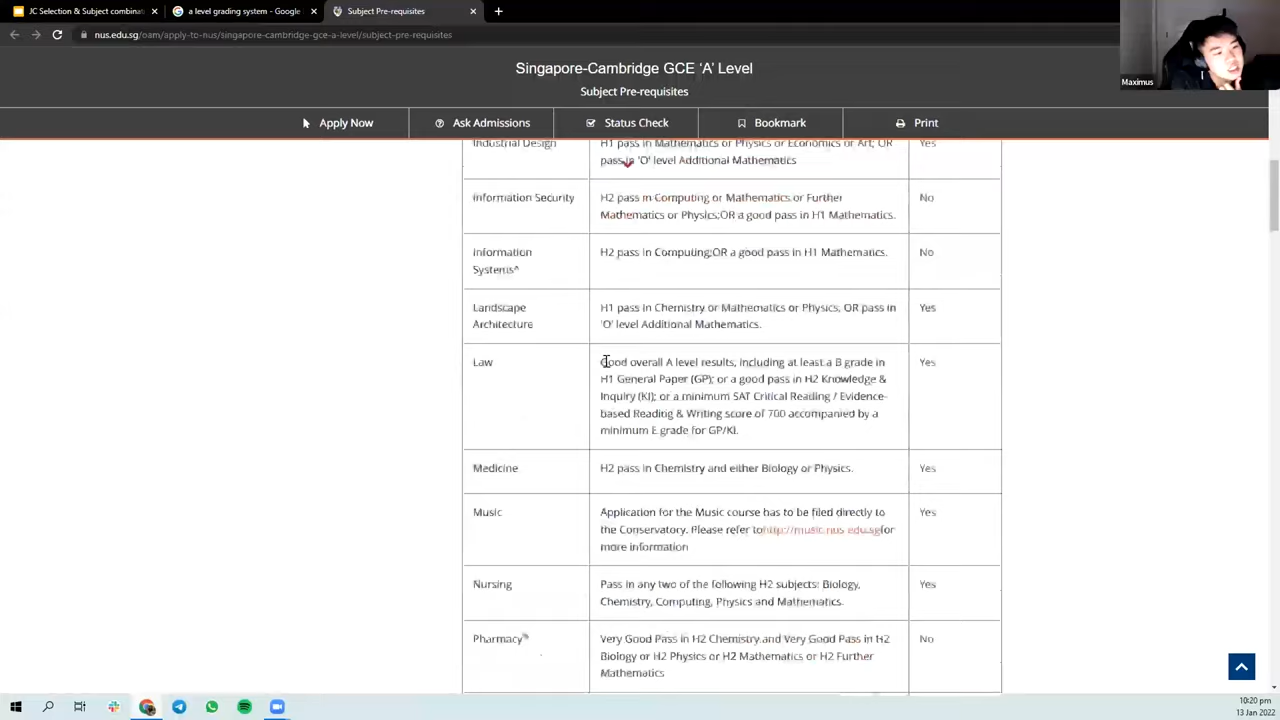 JC Selection & Subject combinat
a level grading system - Google
Subject Pre-requisites
nus.edu.sg/oam/apply-to-nus/singapore-cambridge-gce-a-level/subject-pre-requisites
Maximus
Singapore-Cambridge GCE 'A' Level
Subject Pre-requisites
Apply Now
Ask Admissions
Status Check
Bookmark
Print
Industrial Design
H1 pass in Mathematics or Physics or Economics or Art; OR
pass in 'O' level Additional Mathematics
Yes
Information Security
H2 pass in Computing or Mathematics or Further
Mathematics or Physics;OR a good pass in H1 Mathematics.
No
Information
Systems^
H2 pass in Computing;OR a good pass in H1 Mathematics.
No
Landscape
Architecture
H1 pass in Chemistry or Mathematics or Physics, OR pass in
'O' level Additional Mathematics.
Yes
Law
Good overall A level results, including at least a B grade in
H1 General Paper (GP); or a good pass in H2 Knowledge &
Inquiry (KI); or a minimum SAT Critical Reading / Evidence-
based Reading & Writing score of 700 accompanied by a
minimum E grade for GP/KI.
Yes
Medicine
H2 pass in Chemistry and either Biology or Physics.
Yes
Music
Application for the Music course has to be filed directly to
the Conservatory. Please refer to http://music.nus.edu.sg for
more information
Yes
Nursing
Pass in any two of the following H2 subjects: Biology,
Chemistry, Computing, Physics and Mathematics.
Yes
Pharmacy
Very Good Pass in H2 Chemistry and Very Good Pass in H2
Biology or H2 Physics or H2 Mathematics or H2 Further
Mathematics
No
10:20 pm
13 Jan 2022